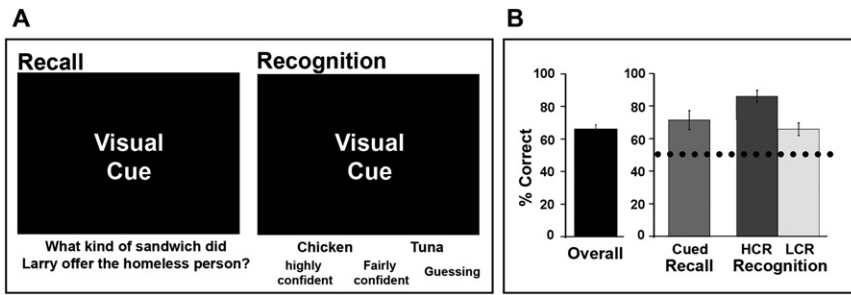 A
Recall
Visual
Cue
What kind of sandwich did
Larry offer the homeless person?
Recognition
Visual
Cue
Chicken Tuna
highly
confident
Fairly
confident
Guessing
B
% Correct
100
80
60
40
20
0
Overall
100
80
60
40
20
0
Cued
Recall
HCR LCR
Recognition